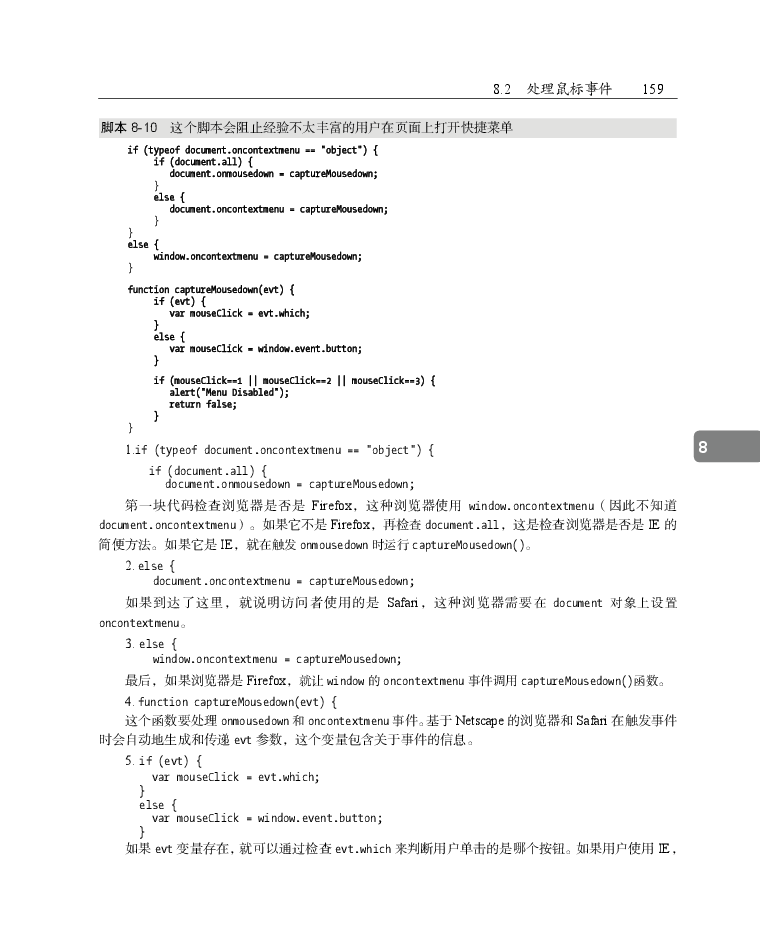 8.2 处理鼠标事件 159
脚本 8-10 这个脚本会阻止经验不太丰富的用户在页面上打开快捷菜单
if (typeof document.oncontextmenu == "object") {
if (document.all) {
document.onmousedown = captureMousedown;
}
else {
document.oncontextmenu = captureMousedown;
}
}
else {
window.oncontextmenu = captureMousedown;
}
function captureMousedown(evt) {
if (evt) {
var mouseClick = evt.which;
}
else {
var mouseClick = window.event.button;
}
if (mouseClick==1 || mouseClick==2 || mouseClick==3) {
alert("Menu Disabled");
return false;
}
}
8
1.if (typeof document.oncontextmenu == "object") {
if (document.all) {
document.onmousedown = captureMousedown;
第一块代码检查浏览器是否是 Firefox，这种浏览器使用 window.oncontextmenu（因此不知道
document.oncontextmenu）。如果它不是 Firefox，再检查 document.all，这是检查浏览器是否是 IE 的
简便方法。如果它是 IE，就在触发 onmousedown 时运行 captureMousedown()。
2. else {
document.oncontextmenu = captureMousedown;
如果到达了这里，就说明访问者使用的是 Safari，这种浏览器需要在 document 对象上设置
oncontextmenu。
3. else {
window.oncontextmenu = captureMousedown;
最后，如果浏览器是 Firefox，就让 window 的 oncontextmenu 事件调用 captureMousedown()函数。
4. function captureMousedown(evt) {
这个函数要处理 onmousedown 和 oncontextmenu 事件。基于 Netscape 的浏览器和 Safari 在触发事件
时会自动地生成和传递 evt 参数，这个变量包含关于事件的信息。
5. if (evt) {
var mouseClick = evt.which;
}
else {
var mouseClick = window.event.button;
}
如果 evt 变量存在，就可以通过检查 evt.which 来判断用户单击的是哪个按钮。如果用户使用 IE，